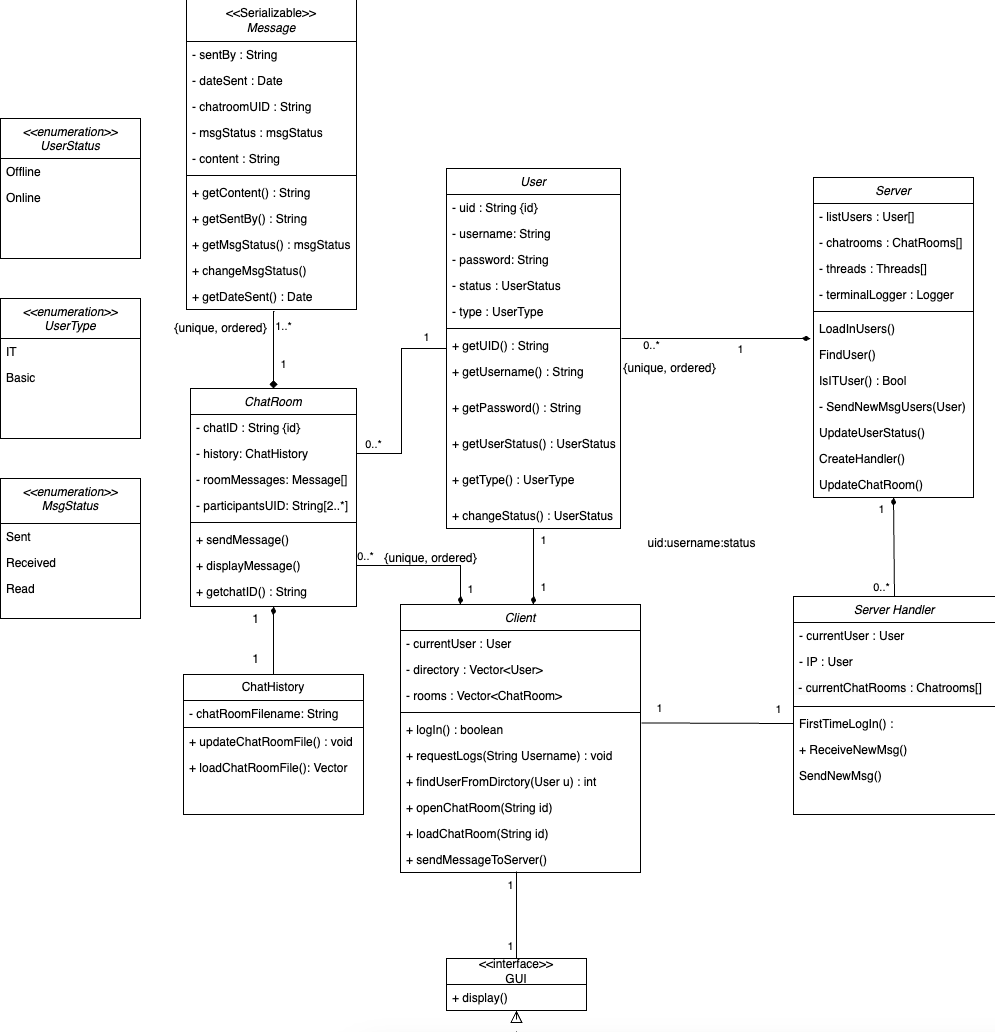 <<Serializable>>
Message
- sentBy : String
- dateSent : Date
- chatroomUID : String
- msgStatus : msgStatus
- content : String
+ getContent() : String
+ getSentBy() : String
+ getMsgStatus() : msgStatus
+ changeMsgStatus()
+ getDateSent() : Date
{unique, ordered}
1..*
1
<<enumeration>>
UserStatus
Offline
Online
<<enumeration>>
UserType
IT
Basic
<<enumeration>>
MsgStatus
Sent
Received
Read
ChatRoom
- chatID : String {id}
- history: ChatHistory
- roomMessages: Message[]
- participantsUID: String[2..*]
+ sendMessage()
+ displayMessage()
+ getchatID() : String
1
1
0..*
1
0..*
{unique, ordered}
1
ChatHistory
- chatRoomFilename: String
+ updateChatRoomFile() : void
+ loadChatRoomFile(): Vector
User
- uid : String {id}
- username: String
- password: String
- status : UserStatus
- type : UserType
+ getUID() : String
+ getUsername() : String
+ getPassword() : String
+ getUserStatus() : UserStatus
+ getType() : UserType
+ changeStatus() : UserStatus
1
1
0..*
1
{unique, ordered}
Server
- listUsers : User[]
- chatrooms : ChatRooms[]
- threads : Threads[]
- terminalLogger : Logger
LoadInUsers()
FindUser()
IsITUser() : Bool
- SendNewMsgUsers(User)
UpdateUserStatus()
CreateHandler()
UpdateChatRoom()
1
0..*
uid:username:status
Client
- currentUser : User
- directory : Vector<User>
- rooms : Vector<ChatRoom>
+ logIn() : boolean
+ requestLogs(String Username) : void
+ findUserFromDirctory(User u) : int
+ openChatRoom(String id)
+ loadChatRoom(String id)
+ sendMessageToServer()
1
1
Server Handler
- currentUser : User
- IP : User
- currentChatRooms : Chatrooms[]
FirstTimeLogIn() :
+ ReceiveNewMsg()
SendNewMsg()
1
1
<<interface>>
GUI
+ display()